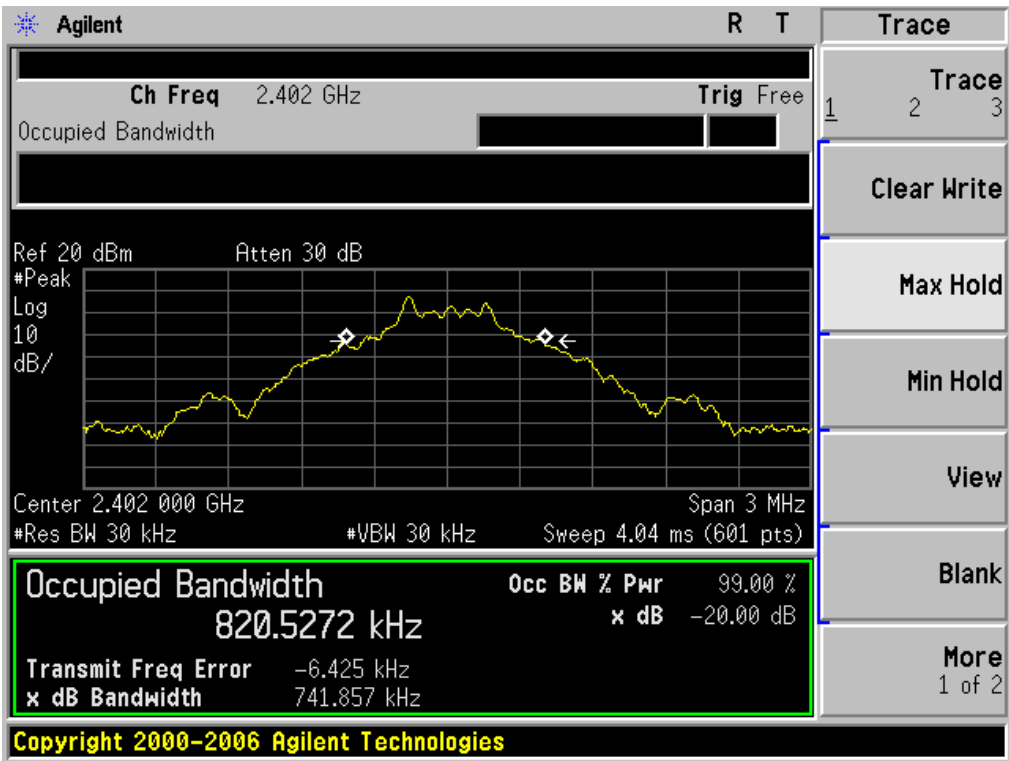 Agilent R T Trace
Ch Freq 2.402 GHz Trig Free
Occupied Bandwidth
Trace
1 2 3
Clear Write
Ref 20 dBm Atten 30 dB
#Peak
Log
10
dB/
Max Hold
Min Hold
View
Center 2.402 000 GHz Span 3 MHz
#Res BW 30 kHz #VBW 30 kHz Sweep 4.04 ms (601 pts)
Occupied Bandwidth Occ BW % Pwr 99.00 %
820.5272 kHz x dB -20.00 dB
Blank
Transmit Freq Error -6.425 kHz
x dB Bandwidth 741.857 kHz
More
1 of 2
Copyright 2000-2006 Agilent Technologies